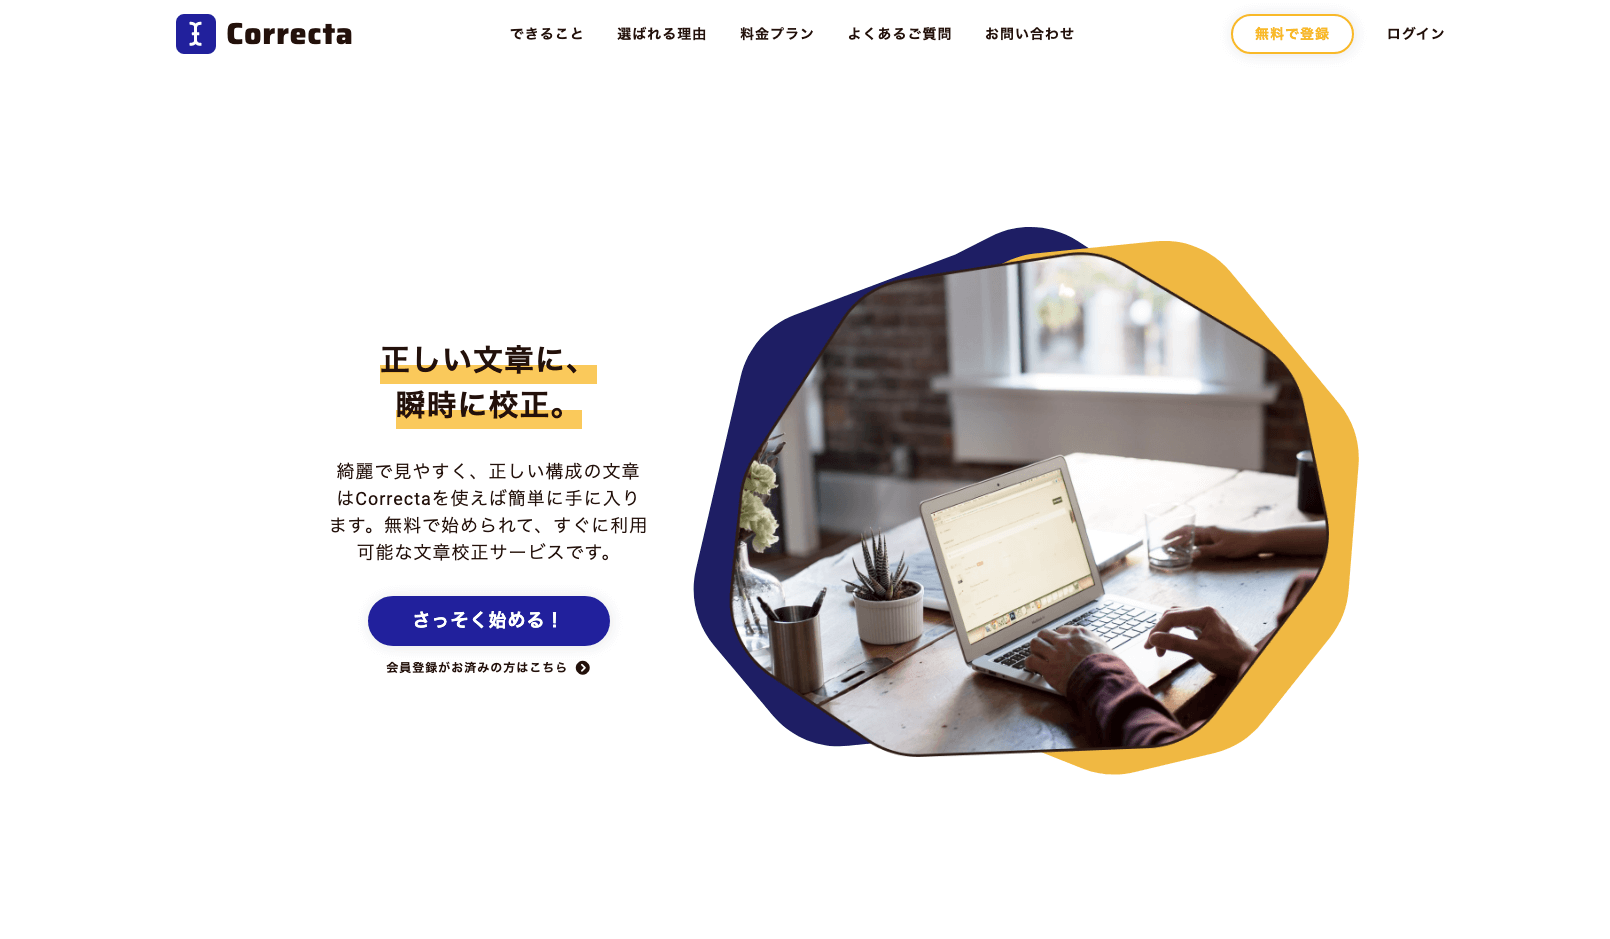 Correcta
できること 選ばれる理由 料金プラン よくあるご質問 お問い合わせ
無料で登録 ログイン
正しい文章に、
瞬時に校正。
綺麗で見やすく、正しい構成の文章
はCorrectaを使えば簡単に手に入り
ます。無料で始められて、すぐに利用
可能な文章校正サービスです。
さっそく始める！
会員登録がお済みの方はこちら